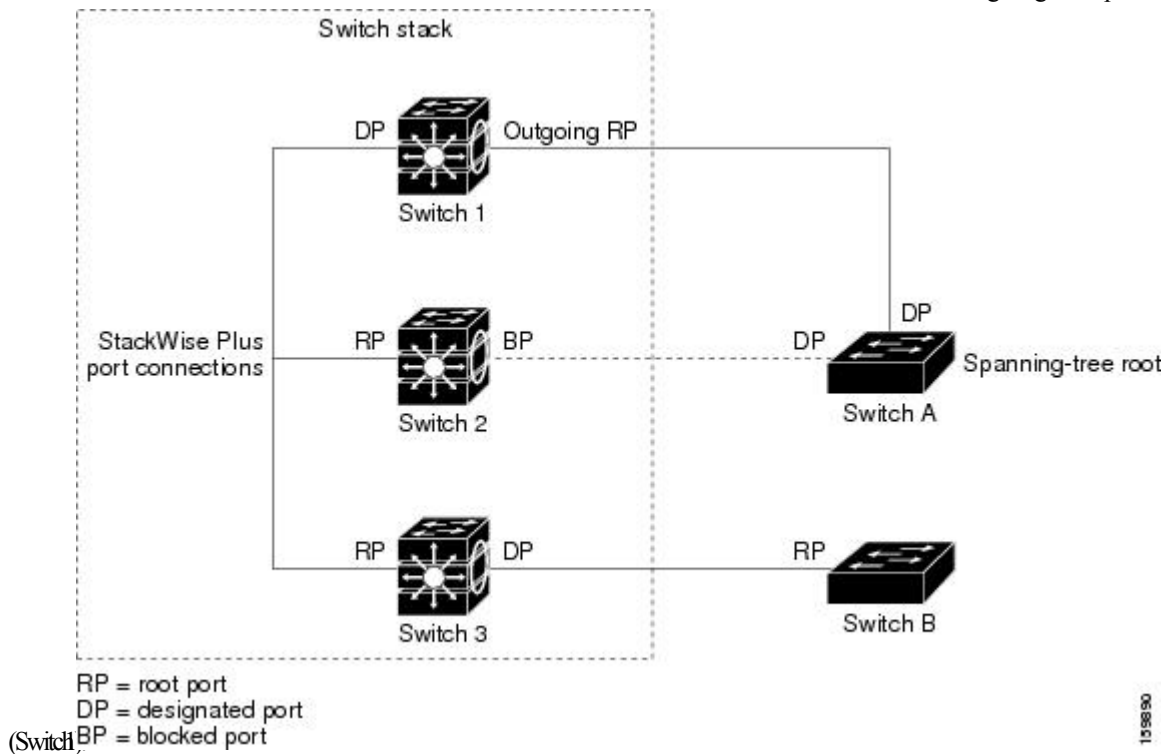 Switch stack
DP
Outgoing RP
Switch 1
DP
StackWise Plus
port connections
RP
BP
DP
Spanning-tree root
Switch 2
Switch A
RP
DP
RP
Switch 3
Switch B
RP = root port
DP = designated port
BP = blocked port
(Switch
159890